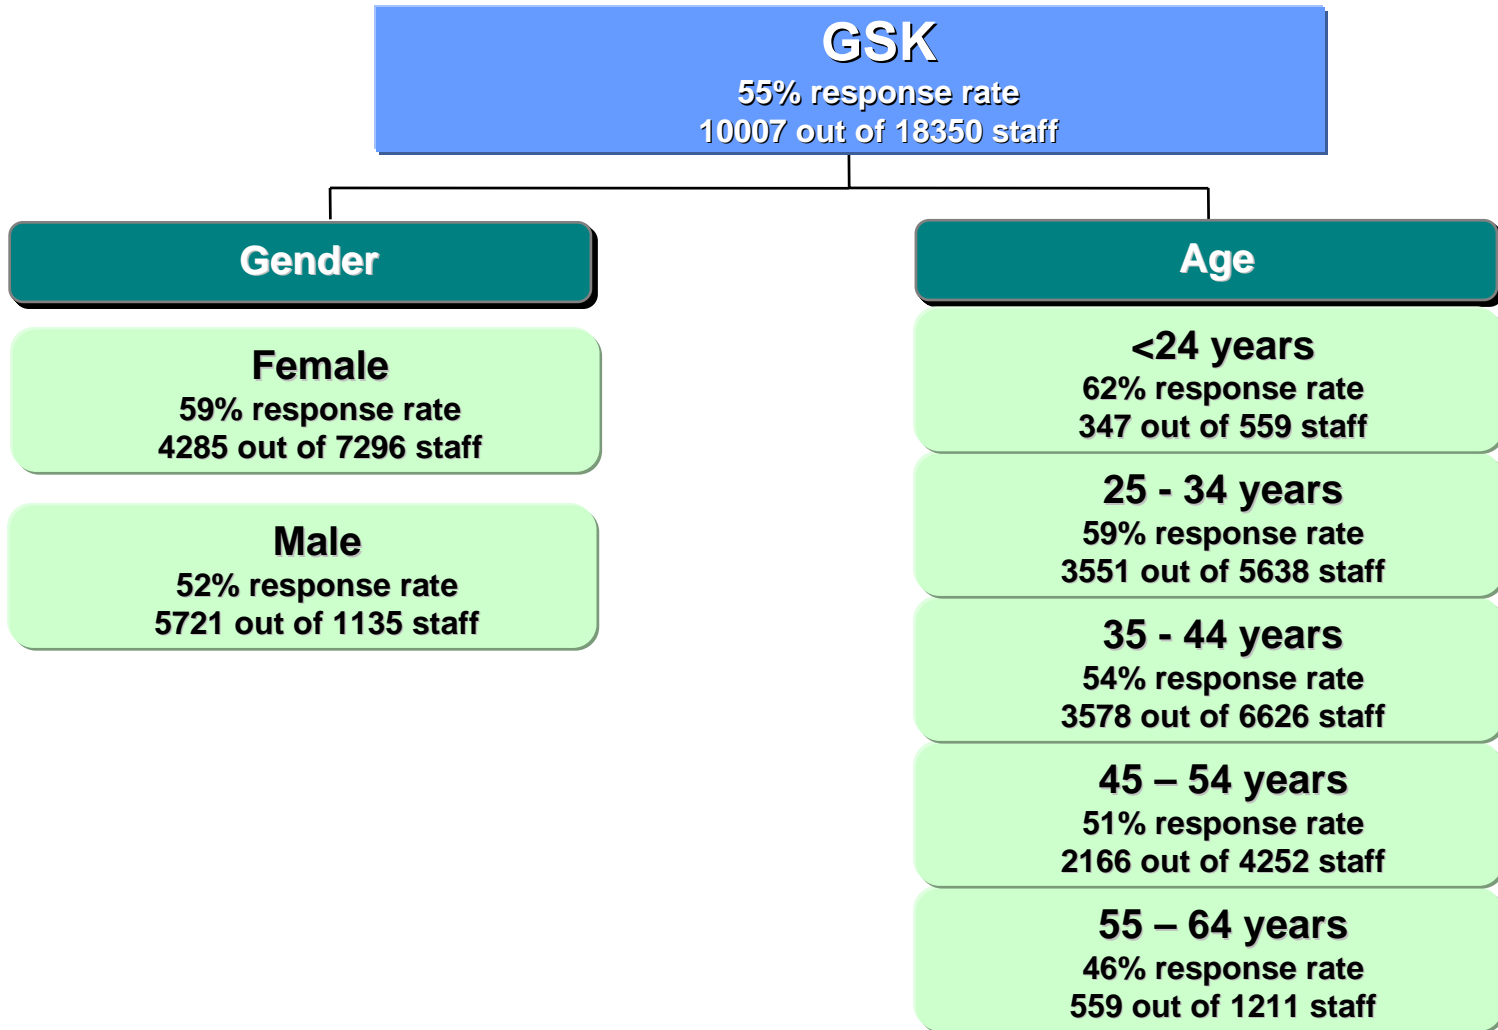 GSK
55% response rate
10007 out of 18350 staff
Gender
Female
59% response rate
4285 out of 7296 staff
Male
52% response rate
5721 out of 1135 staff
Age
<24 years
62% response rate
347 out of 559 staff
25 - 34 years
59% response rate
3551 out of 5638 staff
35 - 44 years
54% response rate
3578 out of 6626 staff
45 – 54 years
51% response rate
2166 out of 4252 staff
55 – 64 years
46% response rate
559 out of 1211 staff